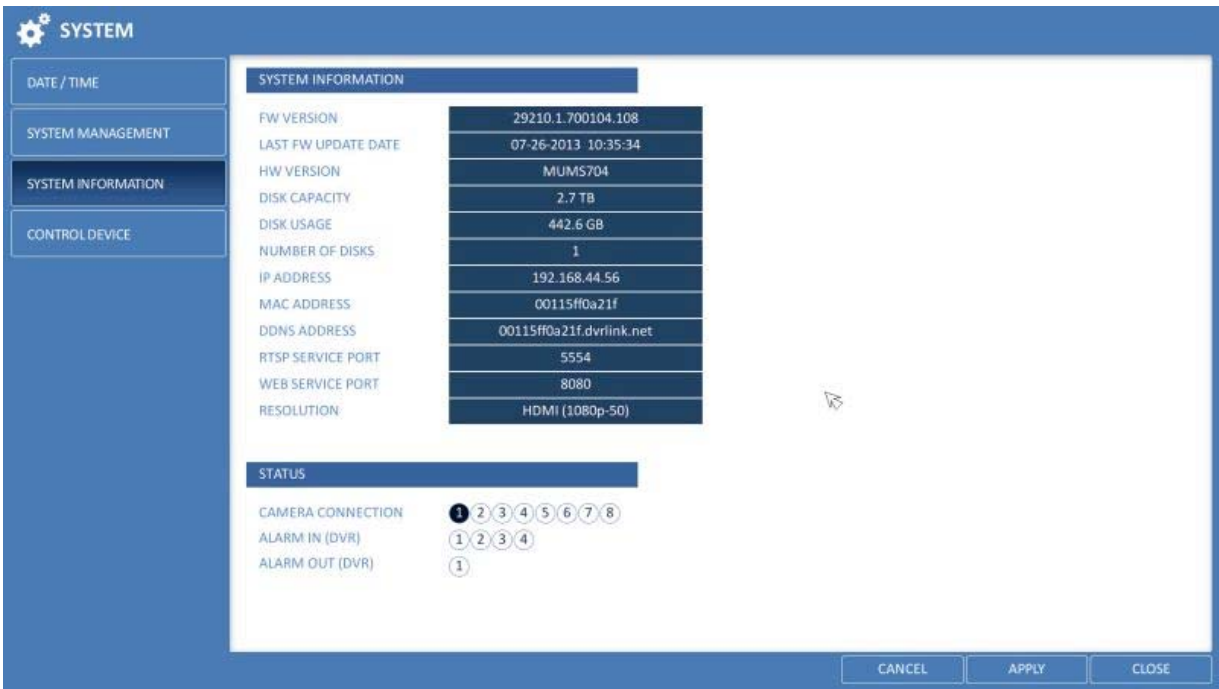 SYSTEM
DATE / TIME
SYSTEM MANAGEMENT
SYSTEM INFORMATION
CONTROL DEVICE
SYSTEM INFORMATION
FW VERSION 29210.1.700104.108
LAST FW UPDATE DATE 07-26-2013 10:35:34
HW VERSION MUMS704
DISK CAPACITY 2.7 TB
DISK USAGE 442.6 GB
NUMBER OF DISKS 1
IP ADDRESS 192.168.44.56
MAC ADDRESS 00115ff0a21f
DDNS ADDRESS 00115ff0a21f.dvrlink.net
RTSP SERVICE PORT 5554
WEB SERVICE PORT 8080
RESOLUTION HDMI (1080p-50)
STATUS
CAMERA CONNECTION 1 2 3 4 5 6 7 8
ALARM IN (DVR) 1 2 3 4
ALARM OUT (DVR) 1
CANCEL APPLY CLOSE